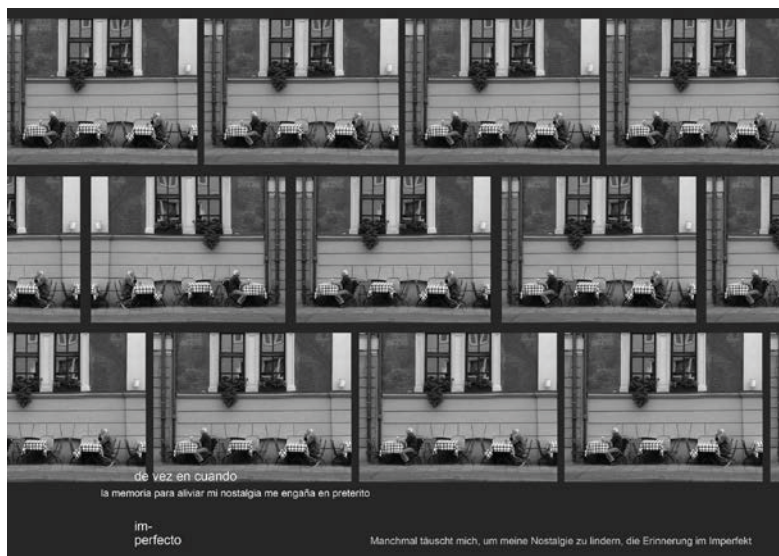 de vez en cuando
la memoria para aliviar mi nostalgia me engaña en preterito
im-
perfecto
Manchmal täuscht mich, um meine Nostalgie zu lindern, die Erinnerung im Imperfekt